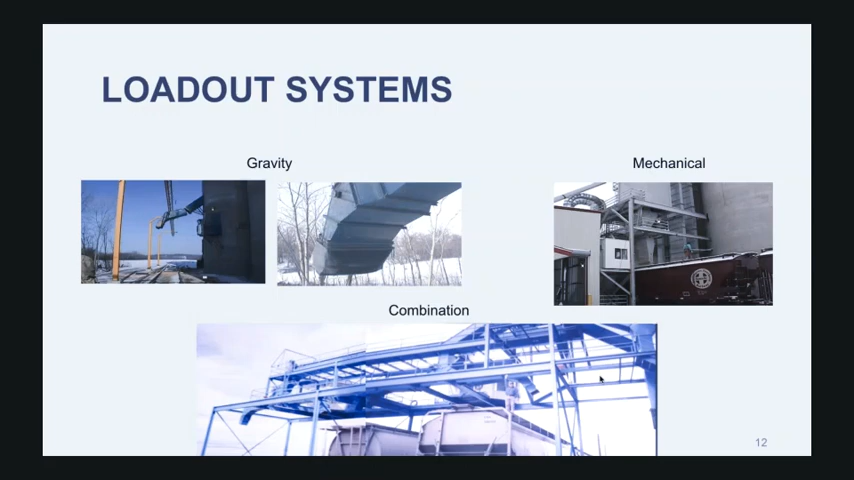 LOADOUT SYSTEMS
Gravity
Mechanical
Combination
12